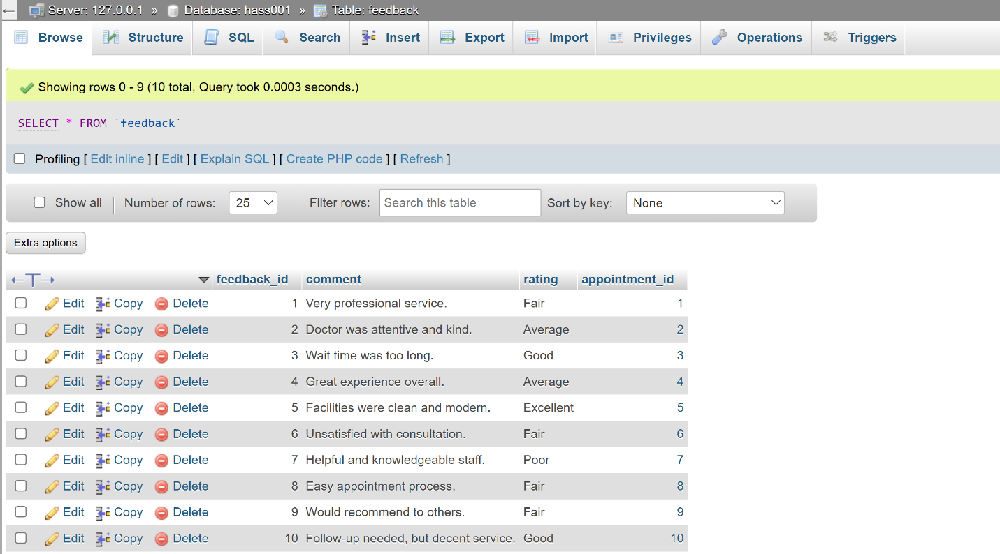 Server: 127.0.0.1 » Database: hass001 » Table: feedback
Browse Structure SQL Search Insert Export Import Privileges Operations Triggers
Showing rows 0 - 9 (10 total, Query took 0.0003 seconds.)
SELECT * FROM `feedback`
Profiling [ Edit inline ] [ Edit ] [ Explain SQL ] [ Create PHP code ] [ Refresh ]
Show all | Number of rows: 25 Filter rows: Search this table Sort by key: None
Extra options
←T→ feedback_id comment rating appointment_id
Edit Copy Delete 1 Very professional service. Fair 1
Edit Copy Delete 2 Doctor was attentive and kind. Average 2
Edit Copy Delete 3 Wait time was too long. Good 3
Edit Copy Delete 4 Great experience overall. Average 4
Edit Copy Delete 5 Facilities were clean and modern. Excellent 5
Edit Copy Delete 6 Unsatisfied with consultation. Fair 6
Edit Copy Delete 7 Helpful and knowledgeable staff. Poor 7
Edit Copy Delete 8 Easy appointment process. Fair 8
Edit Copy Delete 9 Would recommend to others. Fair 9
Edit Copy Delete 10 Follow-up needed, but decent service. Good 10